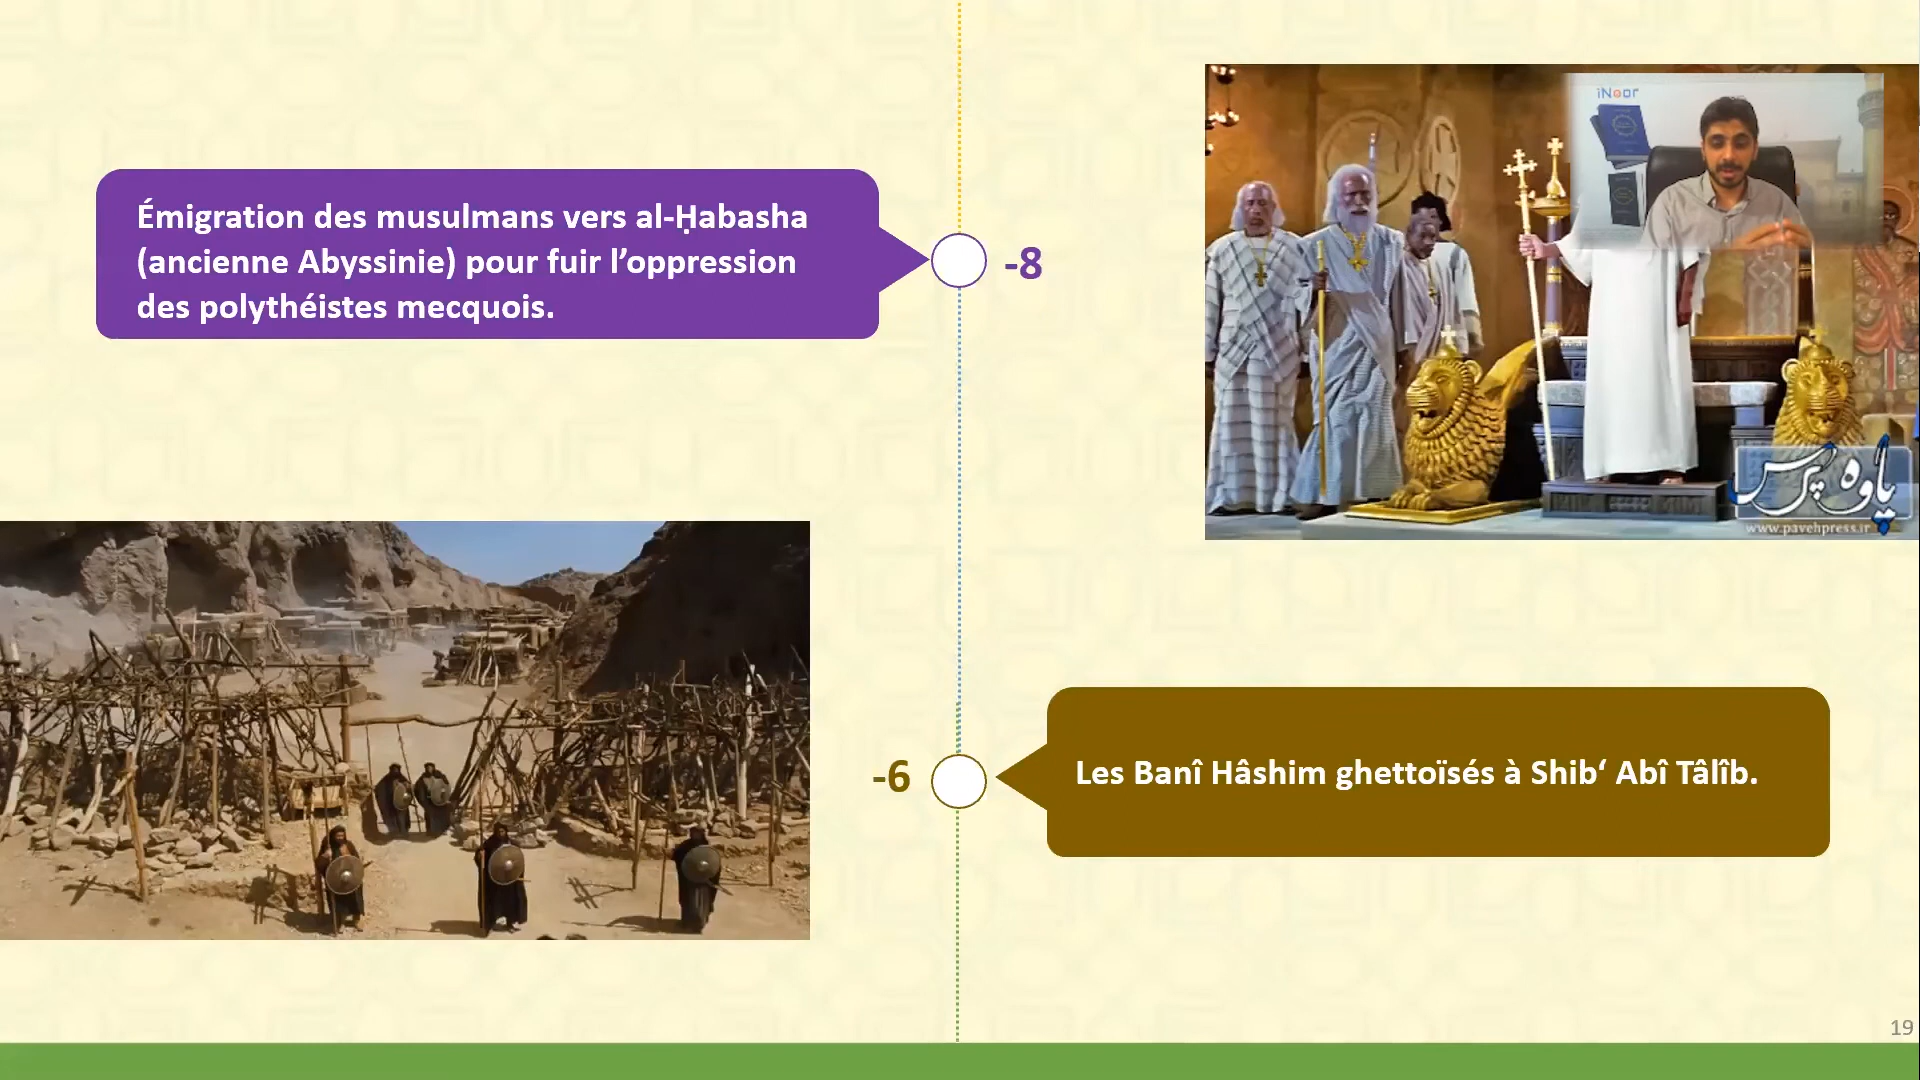 iNoor
Émigration des musulmans vers al-Ḥabasha
(ancienne Abyssinie) pour fuir l’oppression
des polythéistes mecquois.
-8
پاوه پرس
www.pavehpress.ir
-6
Les Banî Hâshim ghettoïsés à Shib‘ Abî Tâlîb.
19